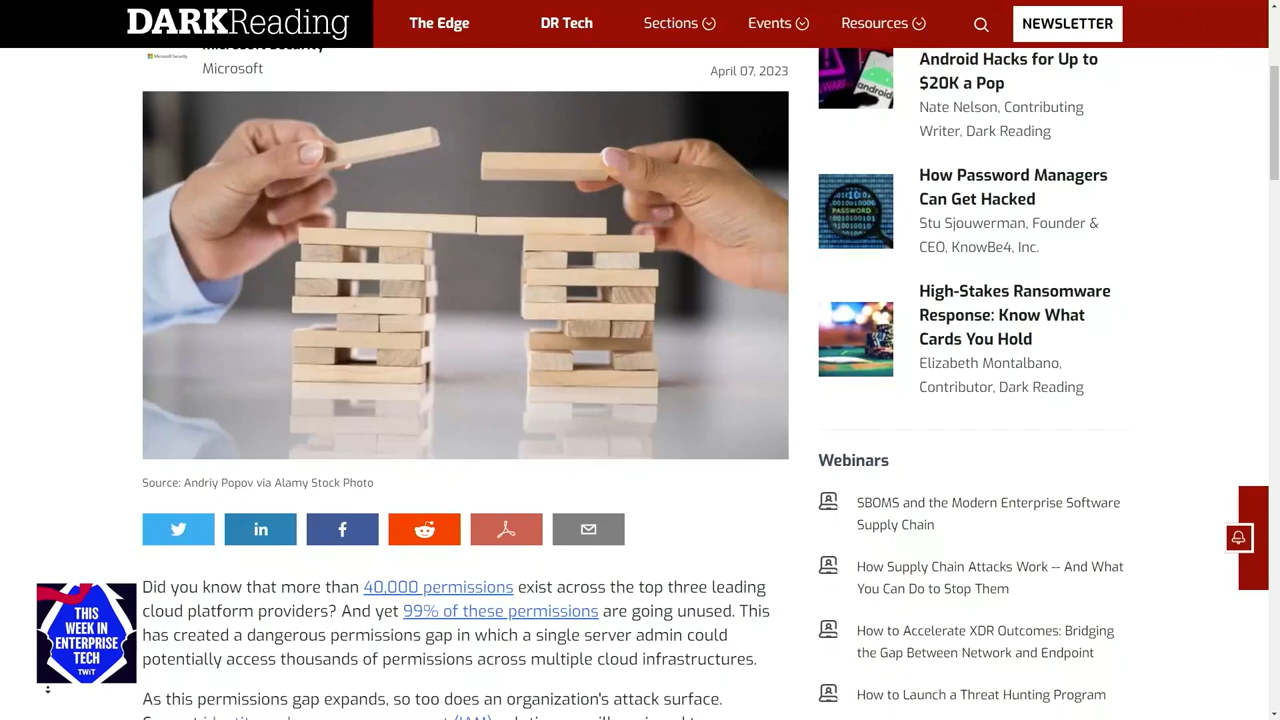 DARKReading
The Edge
DR Tech
Sections
Events
Resources
NEWSLETTER
Microsoft Security
Microsoft
April 07, 2023
Source: Andriy Popov via Alamy Stock Photo
Did you know that more than 40,000 permissions exist across the top three leading
cloud platform providers? And yet 99% of these permissions are going unused. This
has created a dangerous permissions gap in which a single server admin could
potentially access thousands of permissions across multiple cloud infrastructures.
As this permissions gap expands, so too does an organization's attack surface.
THIS
WEEK IN
ENTERPRISE
TECH
TWiT
Android Hacks for Up to
$20K a Pop
Nate Nelson, Contributing
Writer, Dark Reading
How Password Managers
Can Get Hacked
Stu Sjouwerman, Founder &
CEO, KnowBe4, Inc.
High-Stakes Ransomware
Response: Know What
Cards You Hold
Elizabeth Montalbano,
Contributor, Dark Reading
Webinars
SBOMS and the Modern Enterprise Software
Supply Chain
How Supply Chain Attacks Work -- And What
You Can Do to Stop Them
How to Accelerate XDR Outcomes: Bridging
the Gap Between Network and Endpoint
How to Launch a Threat Hunting Program
android
PASSWORD